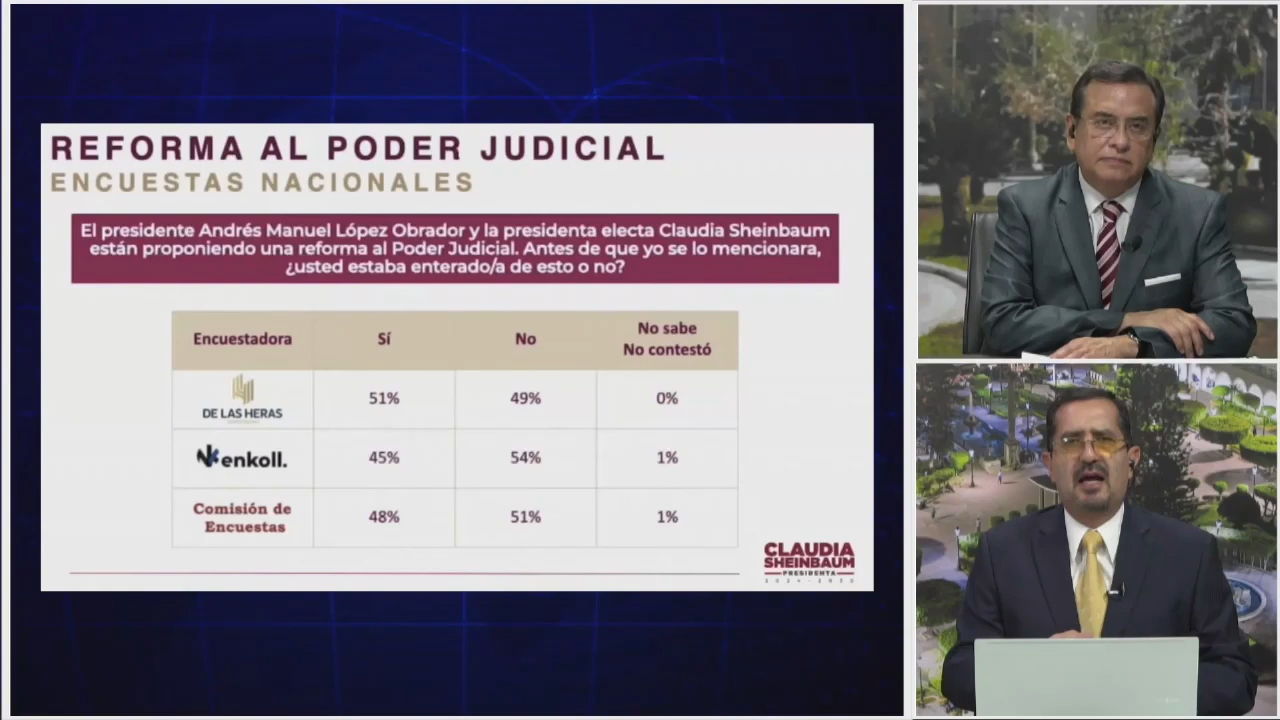 REFORMA AL PODER JUDICIAL
ENCUESTAS NACIONALES
El presidente Andrés Manuel López Obrador y la presidenta electa Claudia Sheinbaum
están proponiendo una reforma al Poder Judicial. Antes de que yo se lo mencionara,
¿usted estaba enterado/a de esto o no?
Encuestadora Sí No No sabe
No contestó
DE LAS HERAS 51% 49% 0%
enkoll. 45% 54% 1%
Comisión de
Encuestas 48% 51% 1%
CLAUDIA
SHEINBAUM
PRESIDENTA